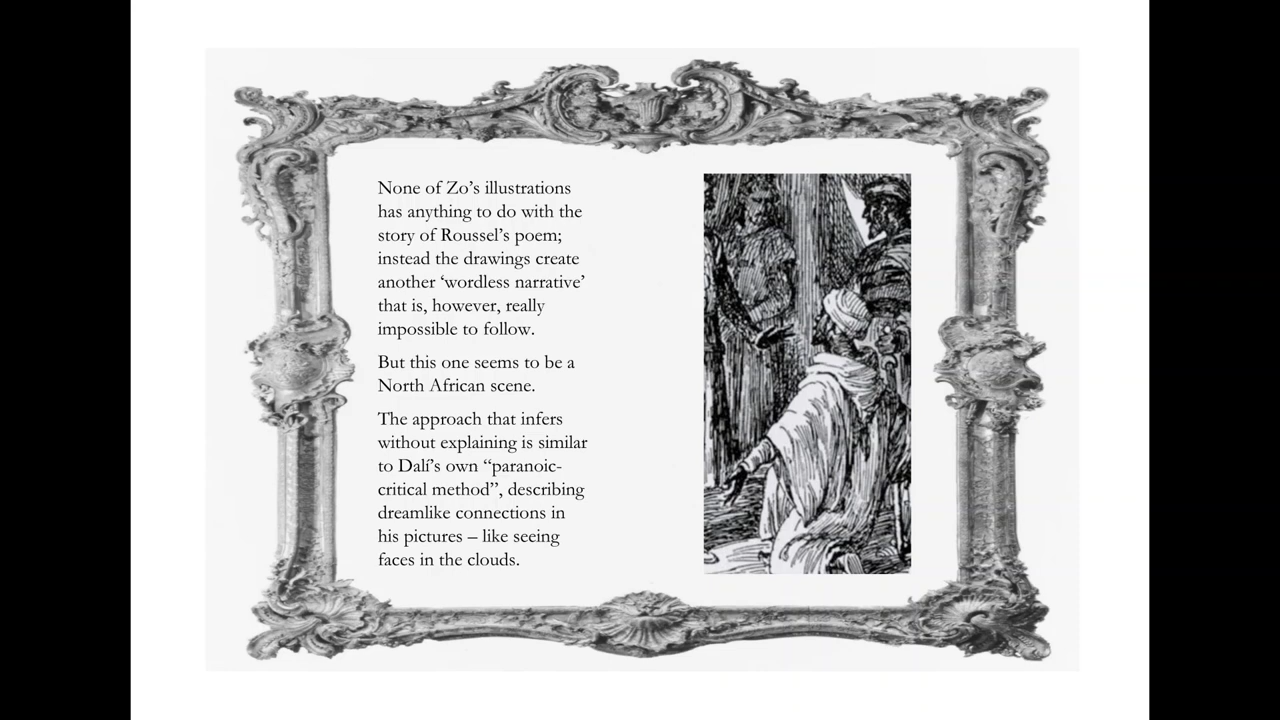 None of Zo’s illustrations
has anything to do with the
story of Roussel’s poem;
instead the drawings create
another ‘wordless narrative’
that is, however, really
impossible to follow.
But this one seems to be a
North African scene.
The approach that infers
without explaining is similar
to Dalí’s own “paranoic-
critical method”, describing
dreamlike connections in
his pictures – like seeing
faces in the clouds.